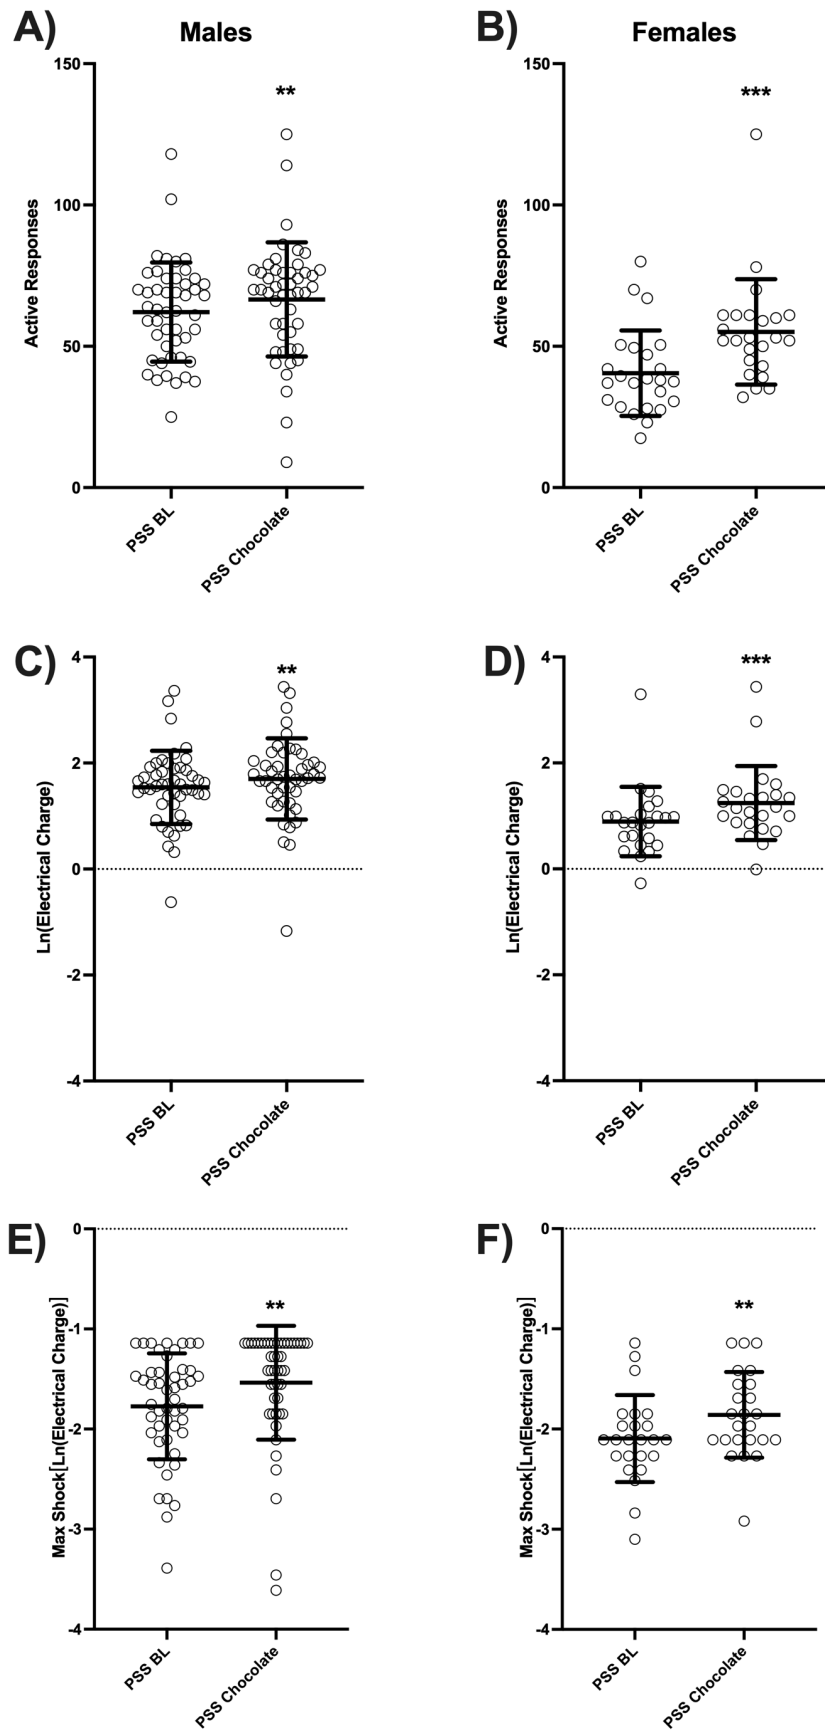 A) Males
B) Females
150
100
50
0
Active Responses
**
PSS BL
PSS Chocolate
150
100
50
0
Active Responses
***
PSS BL
PSS Chocolate
C)
4
2
0
-2
-4
Ln(Electrical Charge)
**
PSS BL
PSS Chocolate
D)
4
2
0
-2
-4
Ln(Electrical Charge)
***
PSS BL
PSS Chocolate
E)
0
-1
-2
-3
-4
Max Shock[Ln(Electrical Charge)]
**
PSS BL
PSS Chocolate
F)
0
-1
-2
-3
-4
Max Shock[Ln(Electrical Charge)]
**
PSS BL
PSS Chocolate